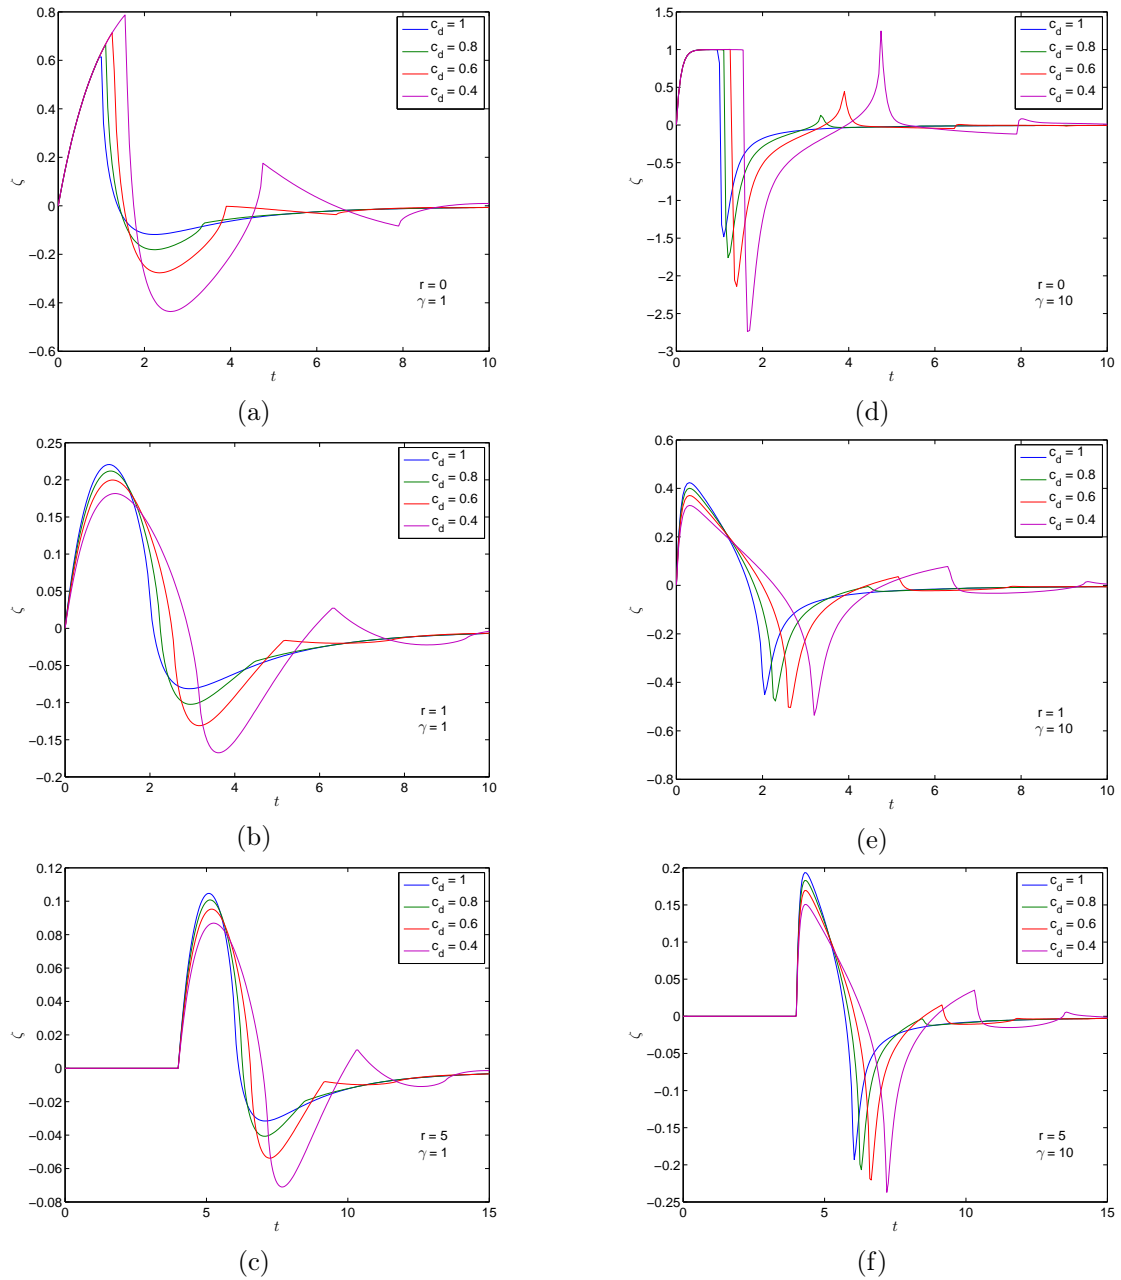 0.8
0.6
0.4
0.2
0
−0.2
−0.4
−0.6
0 2 4 6 8 10
ζ
t
c_d = 1
c_d = 0.8
c_d = 0.6
c_d = 0.4
r = 0
γ = 1
(a)
1.5
1
0.5
0
−0.5
−1
−1.5
−2
−2.5
−3
0 2 4 6 8 10
ζ
t
c_d = 1
c_d = 0.8
c_d = 0.6
c_d = 0.4
r = 0
γ = 10
(d)
0.25
0.2
0.15
0.1
0.05
0
−0.05
−0.1
−0.15
−0.2
0 2 4 6 8 10
ζ
t
c_d = 1
c_d = 0.8
c_d = 0.6
c_d = 0.4
r = 1
γ = 1
(b)
0.6
0.4
0.2
0
−0.2
−0.4
−0.6
−0.8
0 2 4 6 8 10
ζ
t
c_d = 1
c_d = 0.8
c_d = 0.6
c_d = 0.4
r = 1
γ = 10
(e)
0.12
0.1
0.08
0.06
0.04
0.02
0
−0.02
−0.04
−0.06
−0.08
0 5 10 15
ζ
t
c_d = 1
c_d = 0.8
c_d = 0.6
c_d = 0.4
r = 5
γ = 1
(c)
0.2
0.15
0.1
0.05
0
−0.05
−0.1
−0.15
−0.2
−0.25
0 5 10 15
ζ
t
c_d = 1
c_d = 0.8
c_d = 0.6
c_d = 0.4
r = 5
γ = 10
(f)